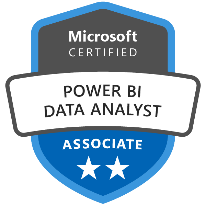 Microsoft
CERTIFIED
POWER BI
DATA ANALYST
ASSOCIATE